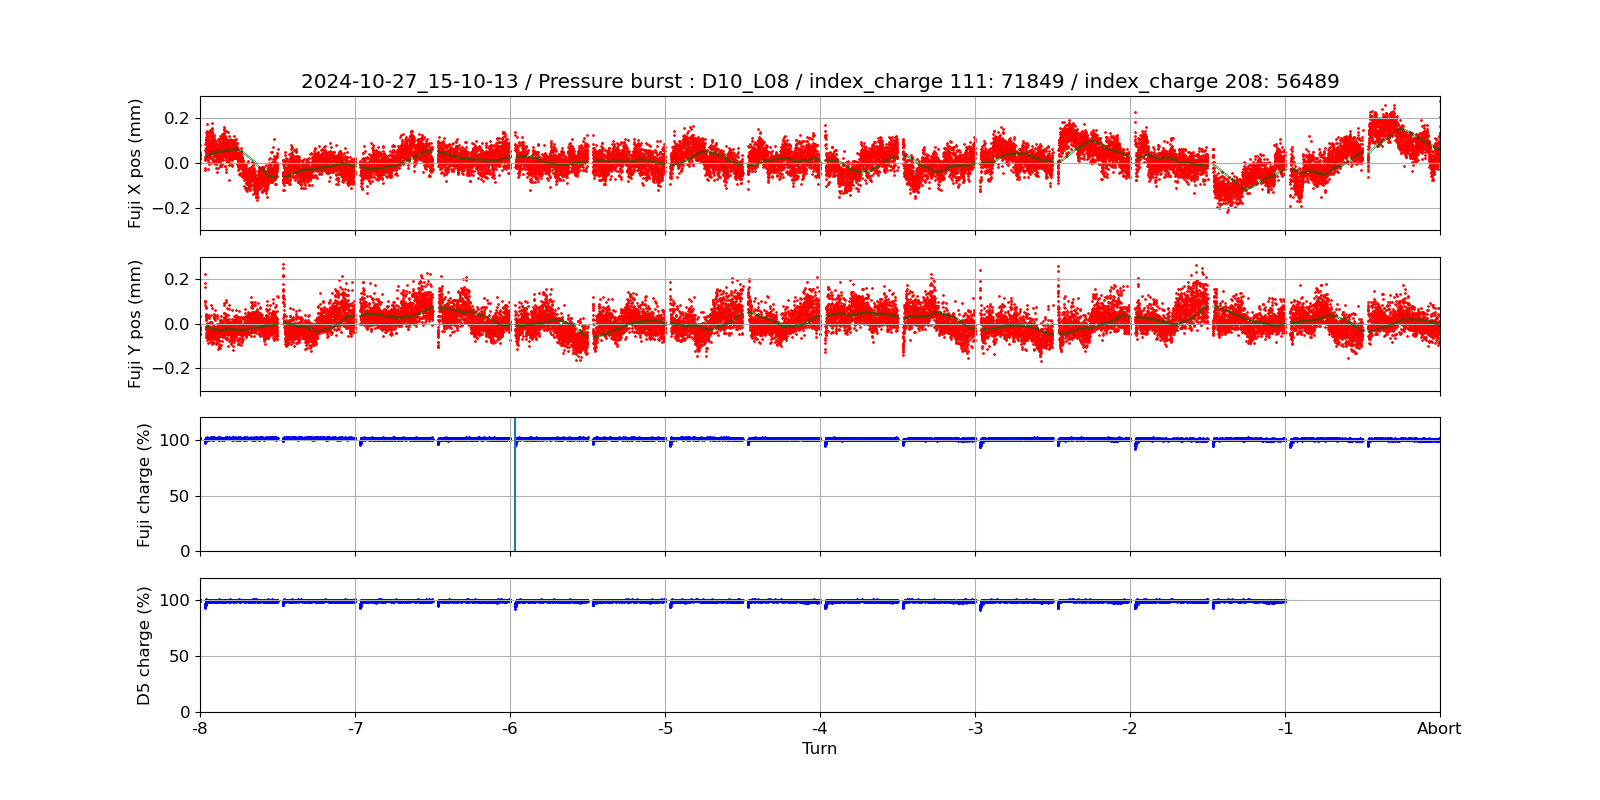 2024-10-27_15-10-13 / Pressure burst : D10_L08 / index_charge 111: 71849 / index_charge 208: 56489
Fuji X pos (mm)
0.2
0.0
−0.2
Fuji Y pos (mm)
0.2
0.0
−0.2
Fuji charge (%)
100
50
0
D5 charge (%)
100
50
0
-8 -7 -6 -5 -4 -3 -2 -1 Abort
Turn